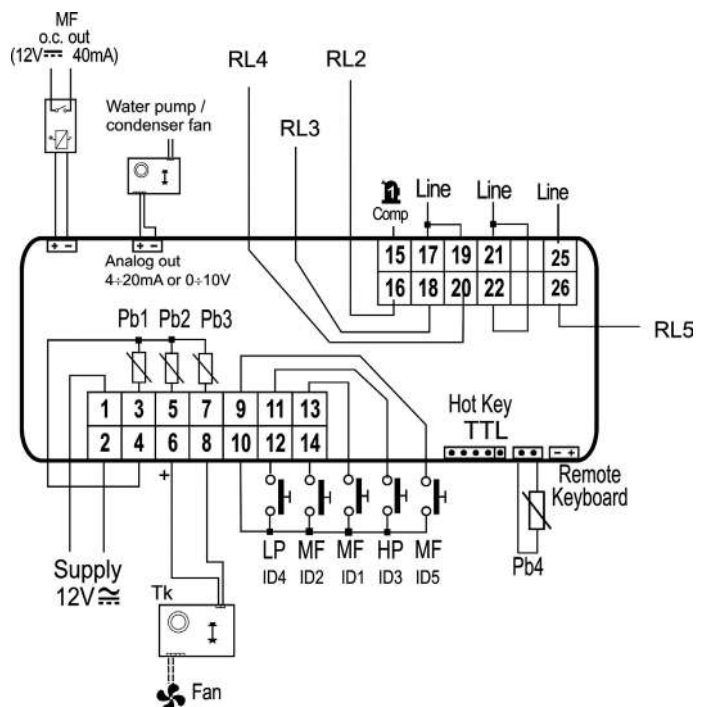 MF
o.c. out
(12V⎓ 40mA)
RL4
RL2
RL3
Water pump /
condenser fan
1
Comp
Line
Line
Line
+ -
+ -
Analog out
4÷20mA or 0÷10V
15 17 19 21 25
16 18 20 22 26
RL5
Pb1 Pb2 Pb3
1 3 5 7 9 11 13
2 4 6 8 10 12 14
Hot Key
TTL
- +
+
Remote
Keyboard
LP MF MF HP MF
ID4 ID2 ID1 ID3 ID5
Pb4
Supply
12V≂
Tk
Fan